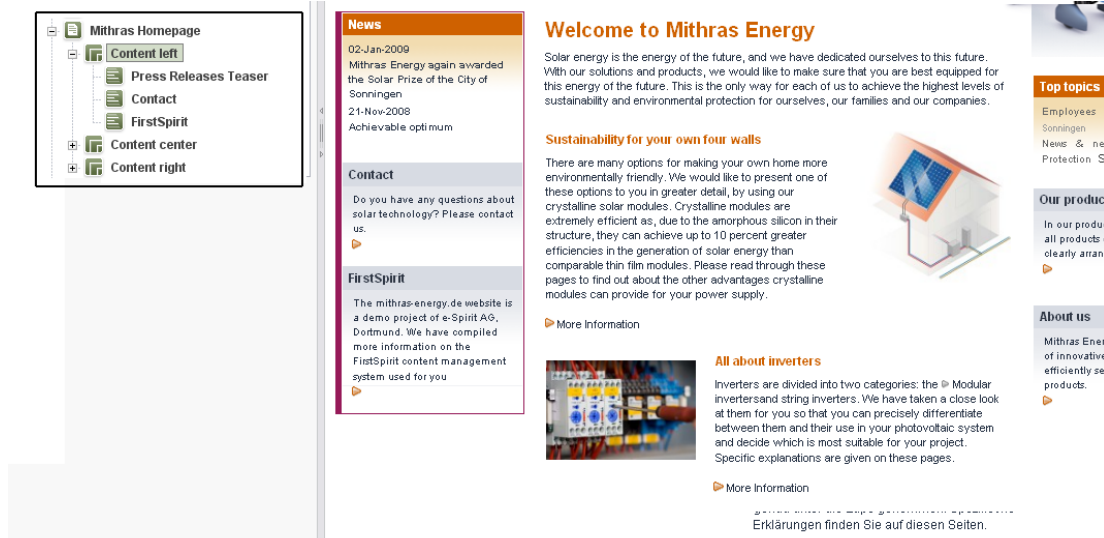 Mithras Homepage
Content left
Press Releases Teaser
Contact
FirstSpirit
Content center
Content right
News
02-Jan-2009
Mithras Energy again awarded
the Solar Prize of the City of
Sonningen
21-Nov-2008
Achievable optimum
Contact
Do you have any questions about
solar technology? Please contact
us.
FirstSpirit
The mithras-energy.de website is
a demo project of e-Spirit AG,
Dortmund. We have compiled
more information on the
FirstSpirit content management
system used for you
Welcome to Mithras Energy
Solar energy is the energy of the future, and we have dedicated ourselves to this future.
With our solutions and products, we would like to make sure that you are best equipped for
this energy of the future. This is the only way for each of us to achieve the highest levels of
sustainability and environmental protection for ourselves, our families and our companies.
Sustainability for your own four walls
There are many options for making your own home more
environmentally friendly. We would like to present one of
these options to you in greater detail, by using our
crystalline solar modules. Crystalline modules are
extremely efficient as, due to the amorphous silicon in their
structure, they can achieve up to 10 percent greater
efficiencies in the generation of solar energy than
comparable thin film modules. Please read through these
pages to find out about the other advantages crystalline
modules can provide for your power supply.
More Information
All about inverters
Inverters are divided into two categories: the Modular
invertersand string inverters. We have taken a close look
at them for you so that you can precisely differentiate
between them and their use in your photovoltaic system
and decide which is most suitable for your project.
Specific explanations are given on these pages.
More Information
Erklärungen finden Sie auf diesen Seiten.
Top topics
Employees
Sonningen
News & ne
Protection S
Our produc
In our produ
all products
clearly arran
About us
Mithras Ener
of innovative
efficiently se
products.